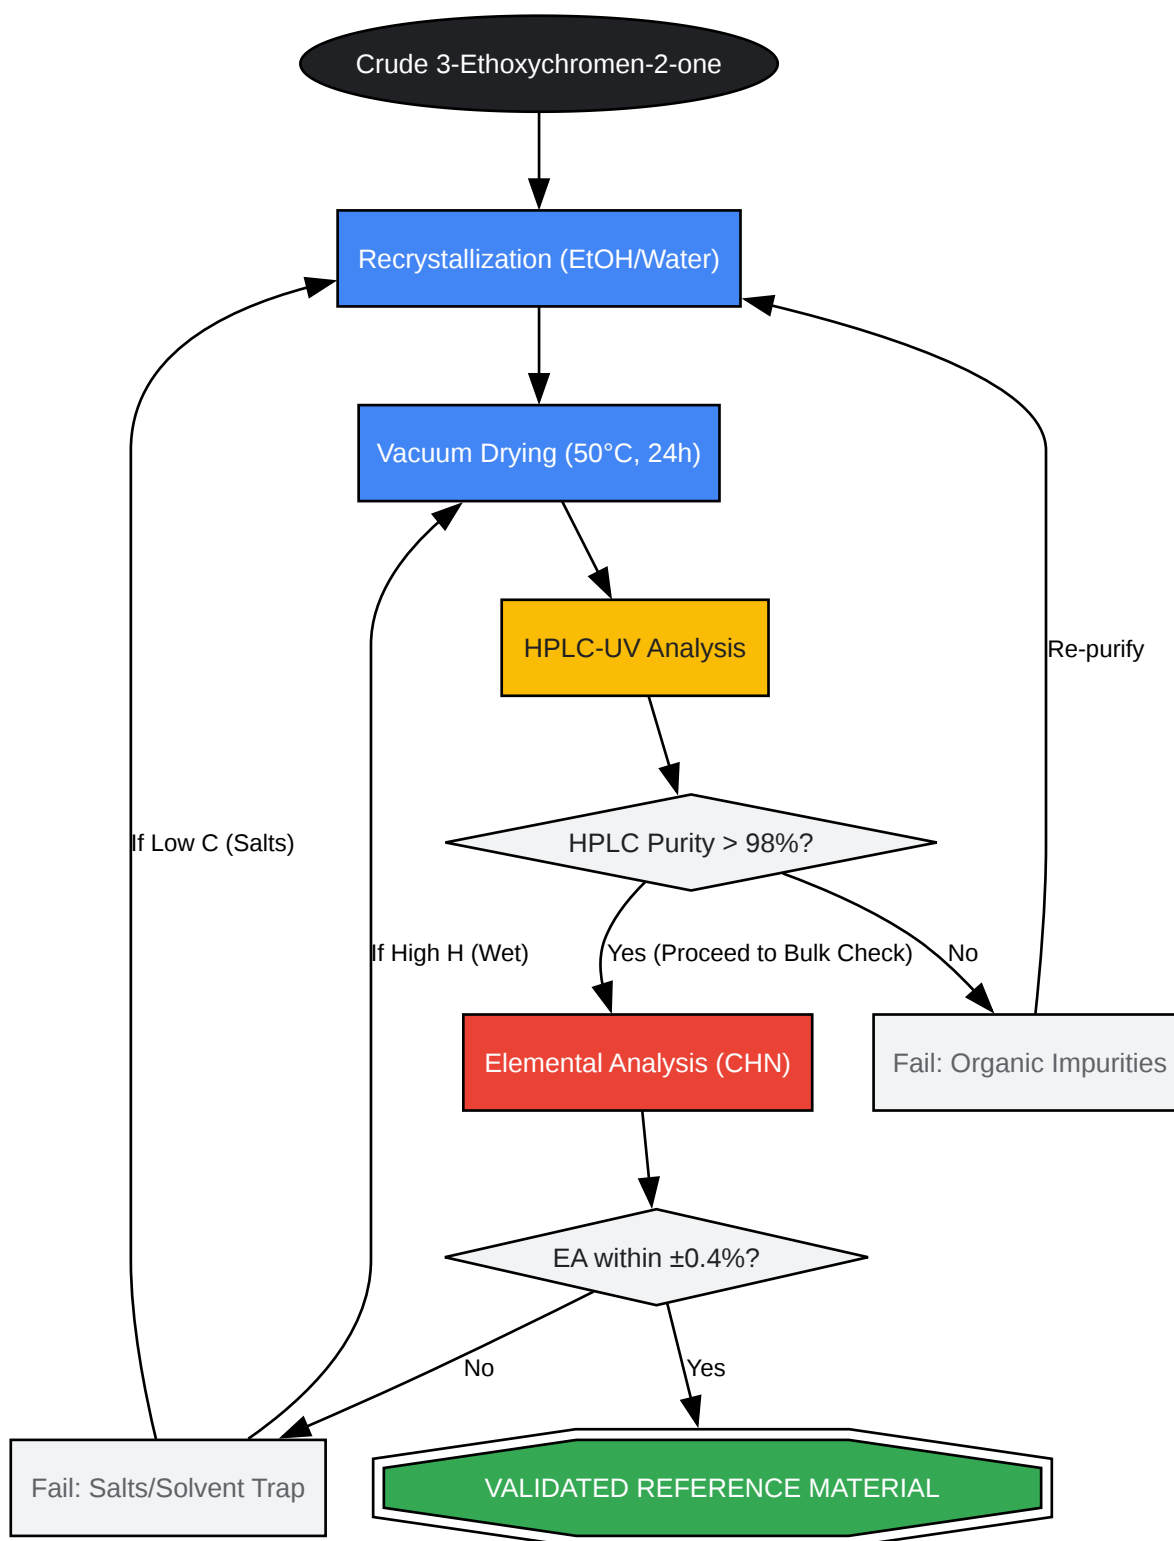 Crude 3-Ethoxychromen-2-one
Recrystallization (EtOH/Water)
Vacuum Drying (50°C, 24h)
HPLC-UV Analysis
Re-purify
HPLC Purity > 98%?
If Low C (Salts)
If High H (Wet)
Yes (Proceed to Bulk Check)
No
Elemental Analysis (CHN)
Fail: Organic Impurities
EA within ±0.4%?
No
Yes
Fail: Salts/Solvent Trap
VALIDATED REFERENCE MATERIAL